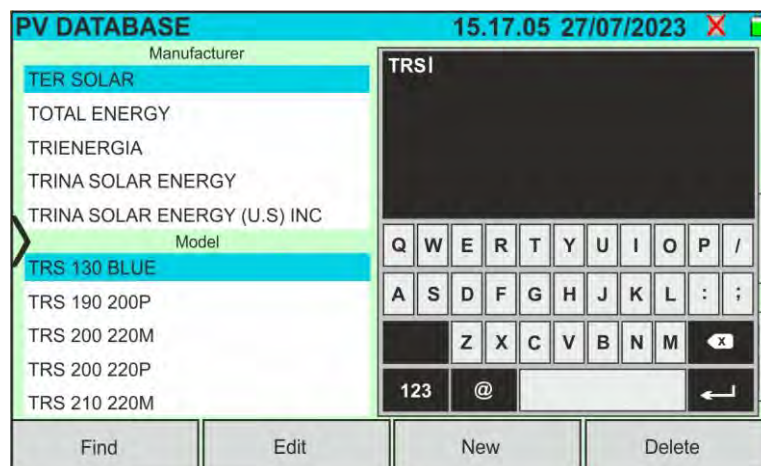 PV DATABASE 15.17.05 27/07/2023
Manufacturer
TER SOLAR
TOTAL ENERGY
TRIENERGIA
TRINA SOLAR ENERGY
TRINA SOLAR ENERGY (U.S) INC
Model
TRS 130 BLUE
TRS 190 200P
TRS 200 220M
TRS 200 220P
TRS 210 220M
TRS
Q W E R T Y U I O P /
A S D F G H J K L : ;
Z X C V B N M x
123 @
Find Edit New Delete